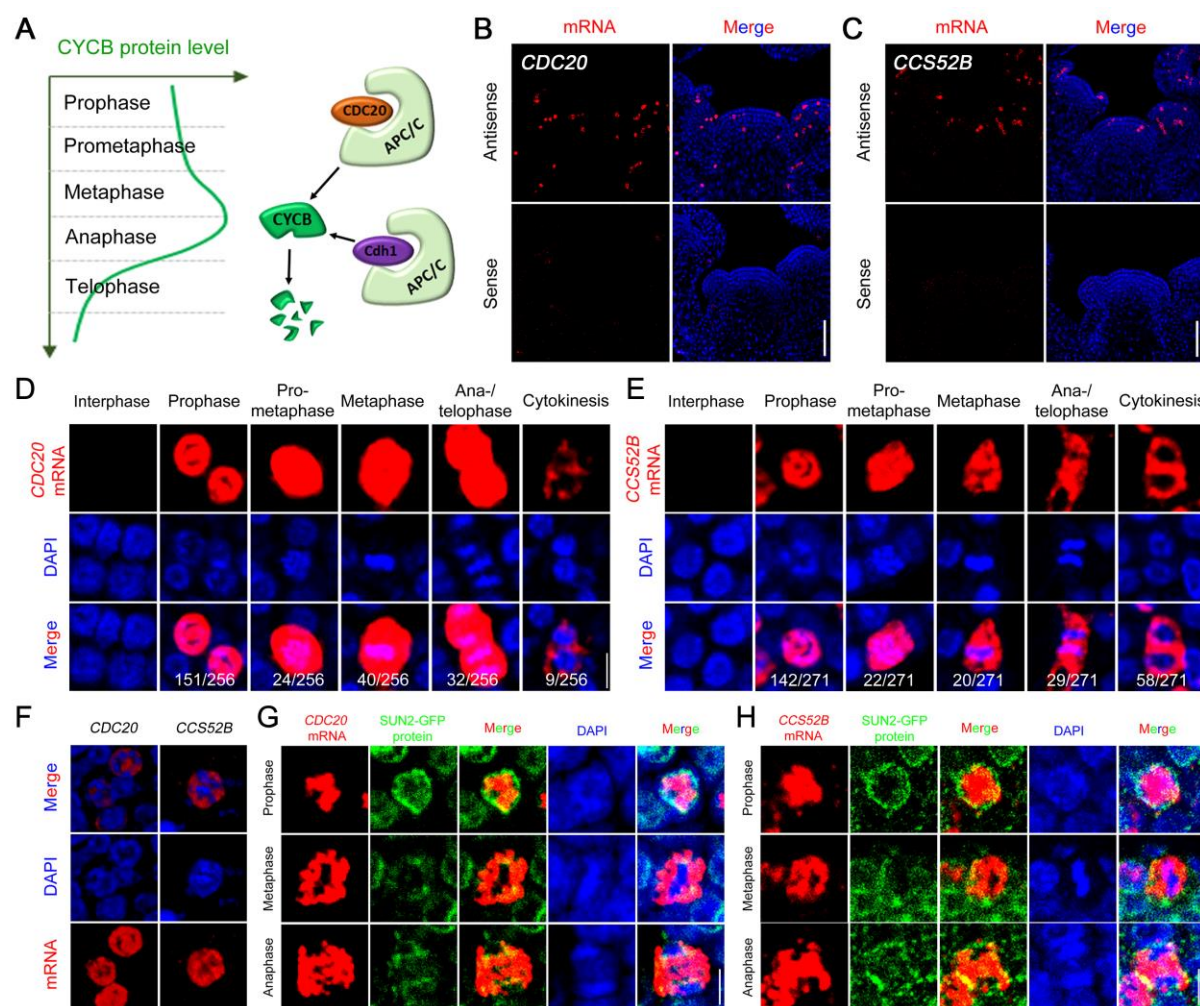 A
CYCB protein level
Prophase
Prometaphase
Metaphase
Anaphase
Telophase
CDC20
APC/C
CYCB
Cdh1
APC/C
B
mRNA
Merge
CDC20
Antisense
Sense
C
mRNA
Merge
CCS52B
Antisense
Sense
D
Interphase
Prophase
Pro-
metaphase
Metaphase
Ana-/
telophase
Cytokinesis
CDC20
mRNA
DAPI
Merge
151/256
24/256
40/256
32/256
9/256
E
Interphase
Prophase
Pro-
metaphase
Metaphase
Ana-/
telophase
Cytokinesis
CCS52B
mRNA
DAPI
Merge
142/271
22/271
20/271
29/271
58/271
F
CDC20
CCS52B
Merge
DAPI
mRNA
G
CDC20
mRNA
SUN2-GFP
protein
Merge
DAPI
Merge
Prophase
Metaphase
Anaphase
H
CCS52B
mRNA
SUN2-GFP
protein
Merge
DAPI
Merge
Prophase
Metaphase
Anaphase